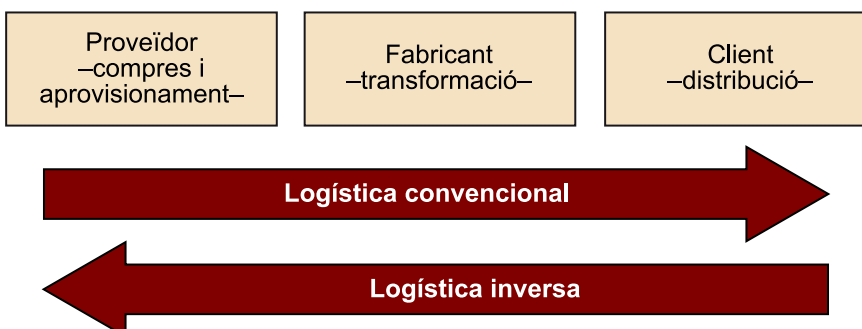 Proveïdor
–compres i
aprovisionament–
Fabricant
–transformació–
Client
–distribució–
Logística convencional
Logística inversa